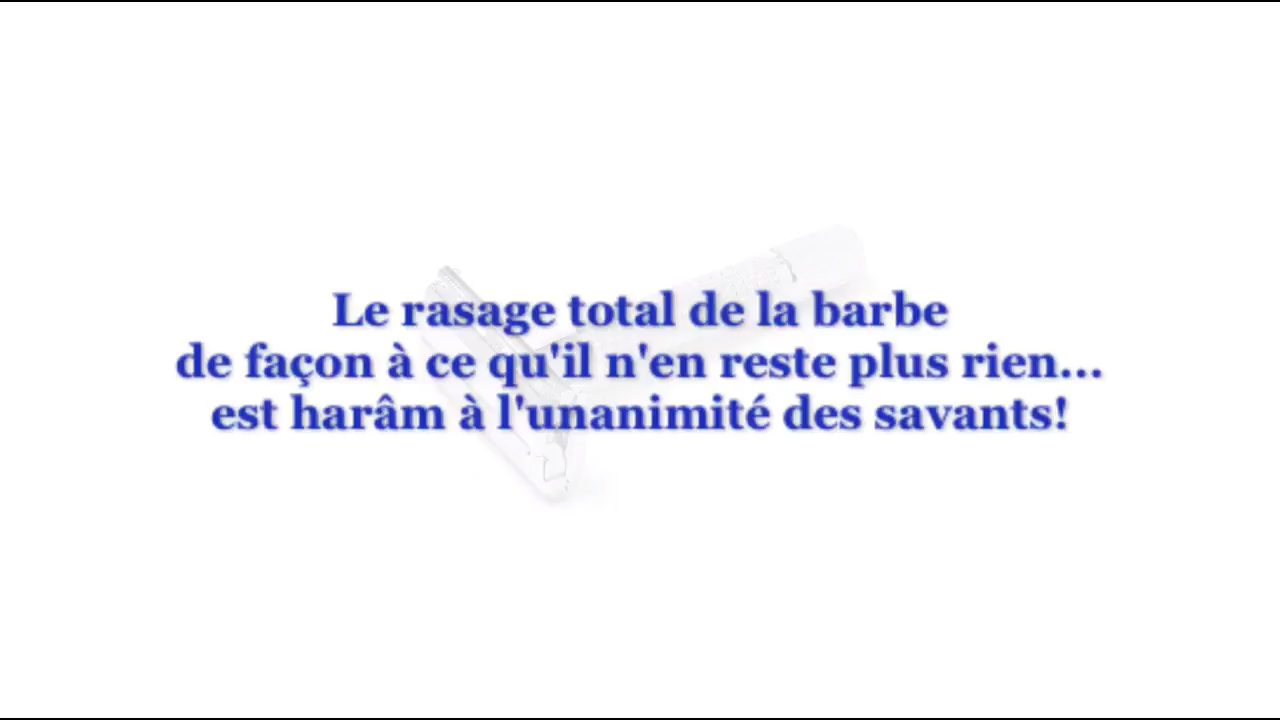 Le rasage total de la barbe
de façon à ce qu'il n'en reste plus rien...
est harâm à l'unanimité des savants!